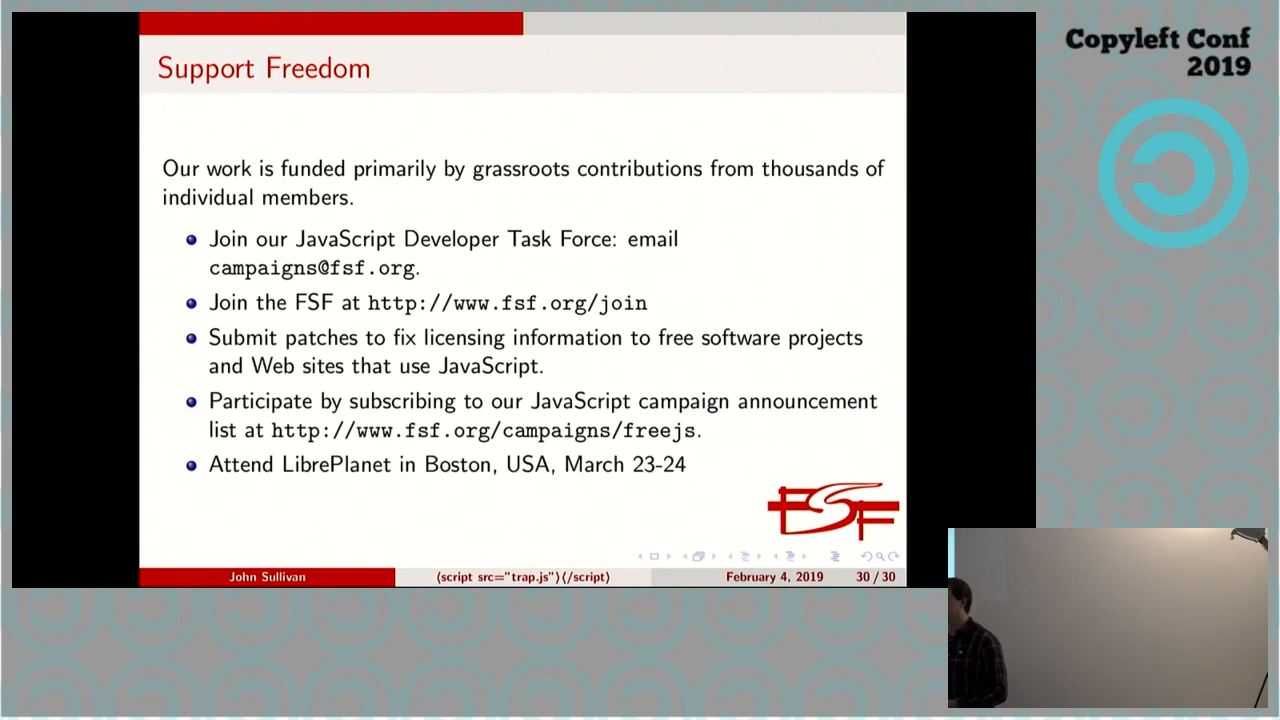 Copyleft Conf
2019
Support Freedom
Our work is funded primarily by grassroots contributions from thousands of
individual members.
Join our JavaScript Developer Task Force: email
campaigns@fsf.org.
Join the FSF at http://www.fsf.org/join
Submit patches to fix licensing information to free software projects
and Web sites that use JavaScript.
Participate by subscribing to our JavaScript campaign announcement
list at http://www.fsf.org/campaigns/freejs.
Attend LibrePlanet in Boston, USA, March 23-24
FSF
John Sullivan
⟨script src="trap.js"⟩⟨/script⟩
February 4, 2019
30 / 30